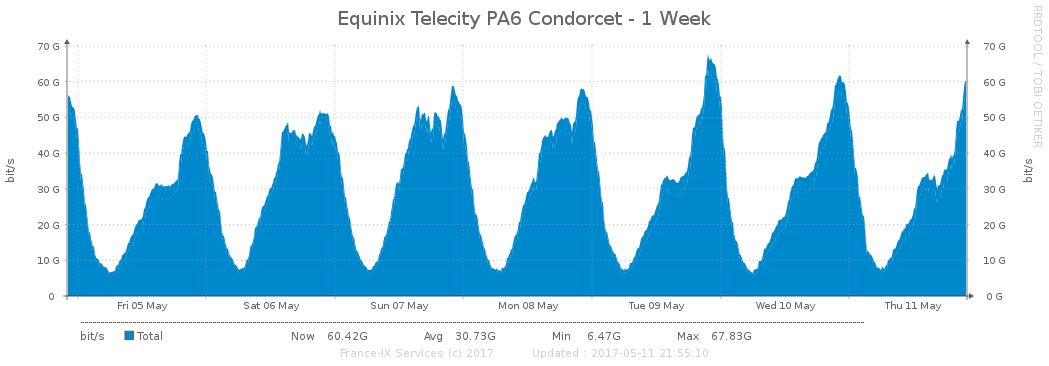 Equinix Telecity PA6 Condorcet - 1 Week
RRDTOOL / TOBI OETIKER
70 G 70 G
60 G 60 G
50 G 50 G
40 G 40 G
30 G 30 G
20 G 20 G
10 G 10 G
0 0 G
bit/s
bit/s
Fri 05 May Sat 06 May Sun 07 May Mon 08 May Tue 09 May Wed 10 May Thu 11 May
bit/s Total Now 60.42G Avg 30.73G Min 6.47G Max 67.83G
France-IX Services (c) 2017 Updated : 2017-05-11 21:55:10